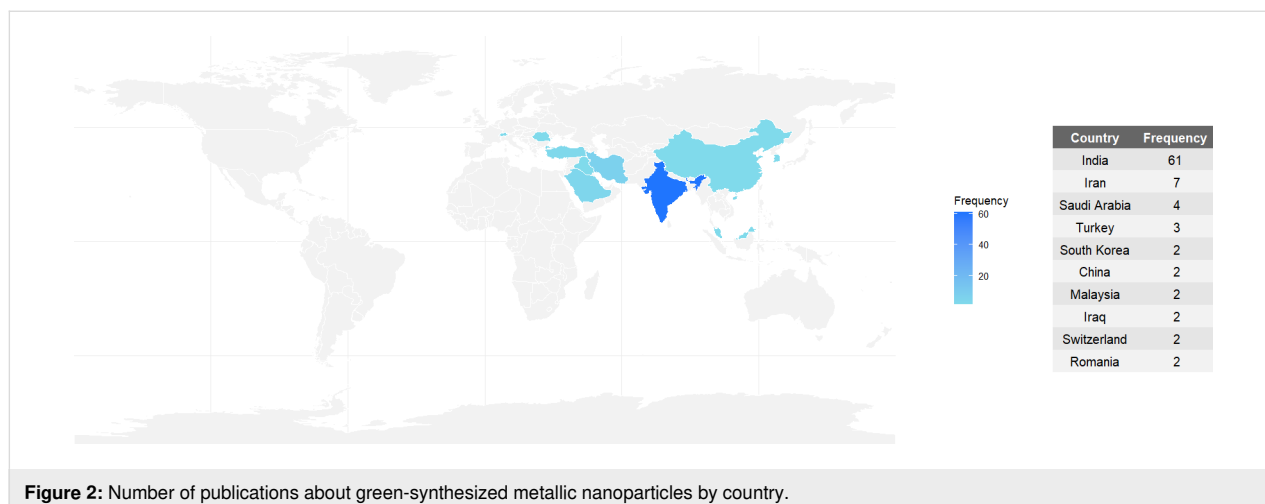 Frequency
60
40
20
Country Frequency
India 61
Iran 7
Saudi Arabia 4
Turkey 3
South Korea 2
China 2
Malaysia 2
Iraq 2
Switzerland 2
Romania 2
Figure 2: Number of publications about green-synthesized metallic nanoparticles by country.